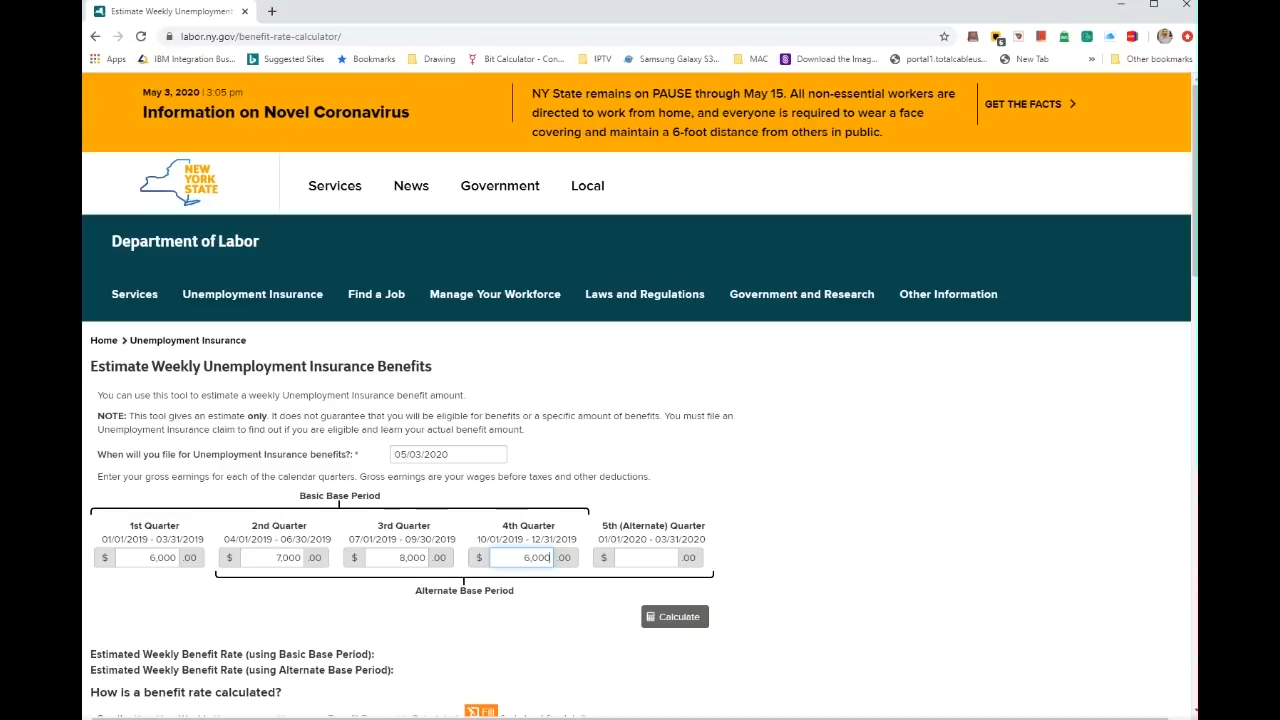 Estimate Weekly Unemployment
labor.ny.gov/benefit-rate-calculator/
Apps IBM Integration Bus... Suggested Sites Bookmarks Drawing Bit Calculator - Con... IPTV Samsung Galaxy S3... MAC Download the Imag... portal1.totalcableus... New Tab » Other bookmarks
May 3, 2020 | 3:05 pm
Information on Novel Coronavirus
NY State remains on PAUSE through May 15. All non-essential workers are
directed to work from home, and everyone is required to wear a face
covering and maintain a 6-foot distance from others in public.
GET THE FACTS
NEW
YORK
STATE
Services News Government Local
Department of Labor
Services Unemployment Insurance Find a Job Manage Your Workforce Laws and Regulations Government and Research Other Information
Home > Unemployment Insurance
Estimate Weekly Unemployment Insurance Benefits
You can use this tool to estimate a weekly Unemployment Insurance benefit amount.
NOTE: This tool gives an estimate only. It does not guarantee that you will be eligible for benefits or a specific amount of benefits. You must file an
Unemployment Insurance claim to find out if you are eligible and learn your actual benefit amount.
When will you file for Unemployment Insurance benefits?: * 05/03/2020
Enter your gross earnings for each of the calendar quarters. Gross earnings are your wages before taxes and other deductions.
Basic Base Period
1st Quarter 2nd Quarter 3rd Quarter 4th Quarter 5th (Alternate) Quarter
01/01/2019 - 03/31/2019 04/01/2019 - 06/30/2019 07/01/2019 - 09/30/2019 10/01/2019 - 12/31/2019 01/01/2020 - 03/31/2020
$ 6,000 .00 $ 7,000 .00 $ 8,000 .00 $ 6,000 .00 $ .00
Alternate Base Period
Calculate
Estimated Weekly Benefit Rate (using Basic Base Period):
Estimated Weekly Benefit Rate (using Alternate Base Period):
How is a benefit rate calculated?
Fill